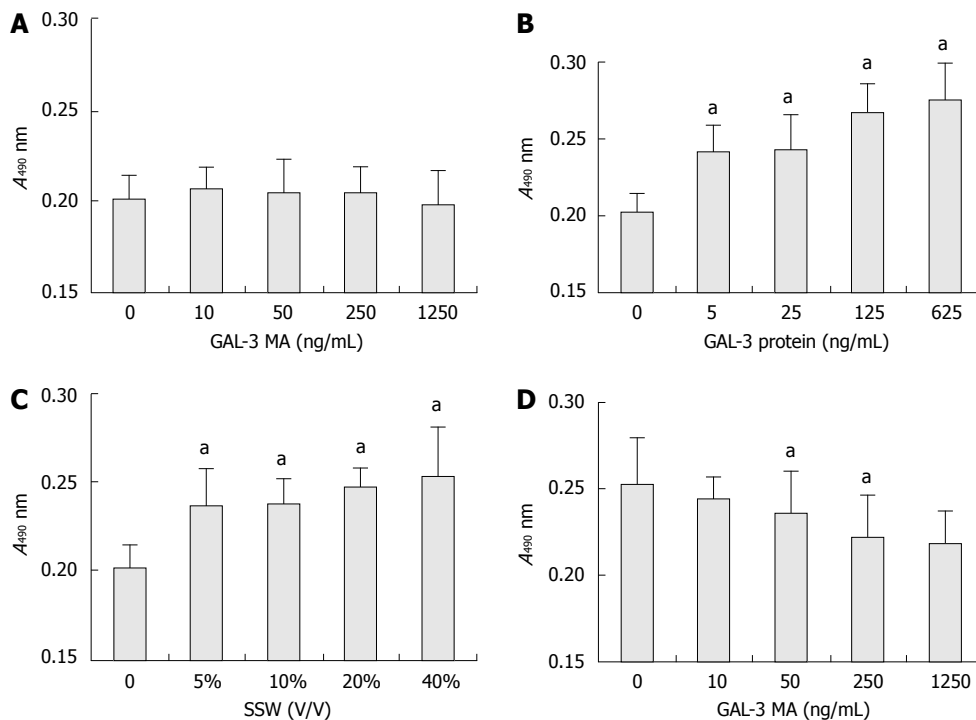 A
0.30
0.25
0.20
0.15
A490 nm
0 10 50 250 1250
GAL-3 MA (ng/mL)
B
0.30
0.25
0.20
0.15
A490 nm
a a a a
0 5 25 125 625
GAL-3 protein (ng/mL)
C
0.30
0.25
0.20
0.15
A490 nm
a a a a
0 5% 10% 20% 40%
SSW (V/V)
D
0.30
0.25
0.20
0.15
A490 nm
a a
0 10 50 250 1250
GAL-3 MA (ng/mL)